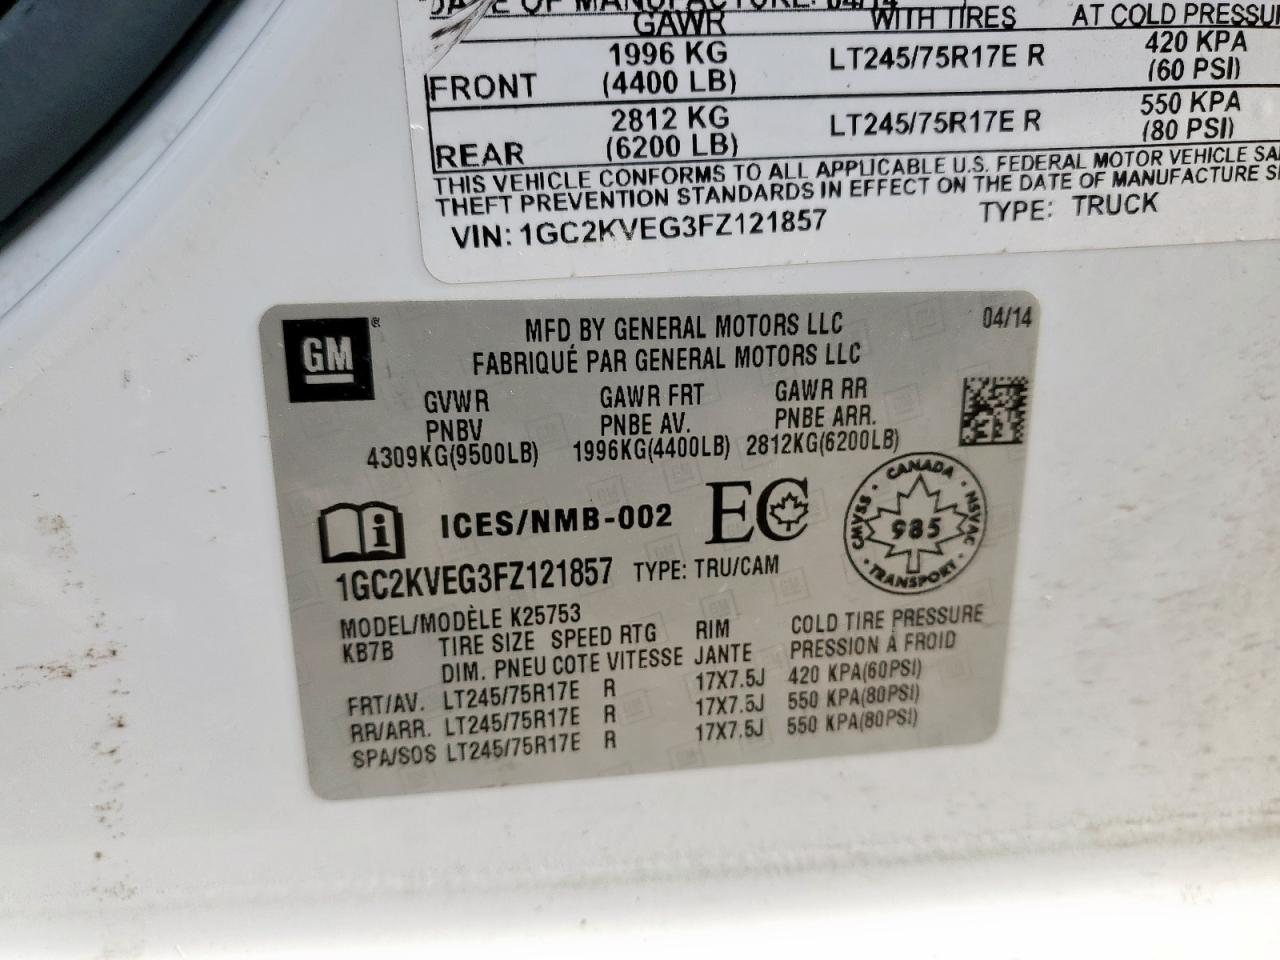 DATE OF MANUFACTURE: 04/14
GAWR WITH TIRES AT COLD PRESSU
FRONT 1996 KG (4400 LB) LT245/75R17E R 420 KPA (60 PSI)
REAR 2812 KG (6200 LB) LT245/75R17E R 550 KPA (80 PSI)
THIS VEHICLE CONFORMS TO ALL APPLICABLE U.S. FEDERAL MOTOR VEHICLE SA
THEFT PREVENTION STANDARDS IN EFFECT ON THE DATE OF MANUFACTURE S
VIN: 1GC2KVEG3FZ121857 TYPE: TRUCK
GM®
MFD BY GENERAL MOTORS LLC 04/14
FABRIQUÉ PAR GENERAL MOTORS LLC
GVWR GAWR FRT GAWR RR
PNBV PNBE AV. PNBE ARR.
4309KG(9500LB) 1996KG(4400LB) 2812KG(6200LB)
i ICES/NMB-002 EC
CANADA
CMVSS 985 NSVAC
TRANSPORT
1GC2KVEG3FZ121857 TYPE: TRU/CAM
MODEL/MODÈLE K25753
KB7B TIRE SIZE SPEED RTG RIM COLD TIRE PRESSURE
DIM. PNEU COTE VITESSE JANTE PRESSION À FROID
FRT/AV. LT245/75R17E R 17X7.5J 420 KPA(60PSI)
RR/ARR. LT245/75R17E R 17X7.5J 550 KPA(80PSI)
SPA/SOS LT245/75R17E R 17X7.5J 550 KPA(80PSI)